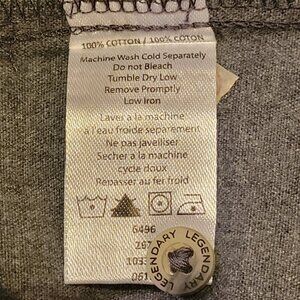 100% COTTON / 100% COTON
Machine Wash Cold Separately
Do not Bleach
Tumble Dry Low
Remove Promptly
Low Iron
Laver a la machine
a l'eau froide separement
Ne pas javeliser
Secher a la machine
cycle doux
Repasser au fer froid
6496
LEGENDARY LEGENDARY